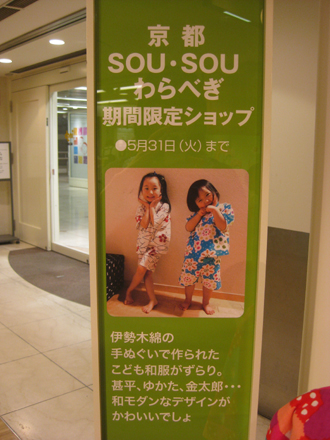 京都
SOU・SOU
わらべぎ
期間限定ショップ
●5月31日(火)まで
伊勢木綿の
手ぬぐいで作られた
こども和服がずらり。
甚平、ゆかた、金太郎･･･
和モダンなデザインが
かわいいでしょ